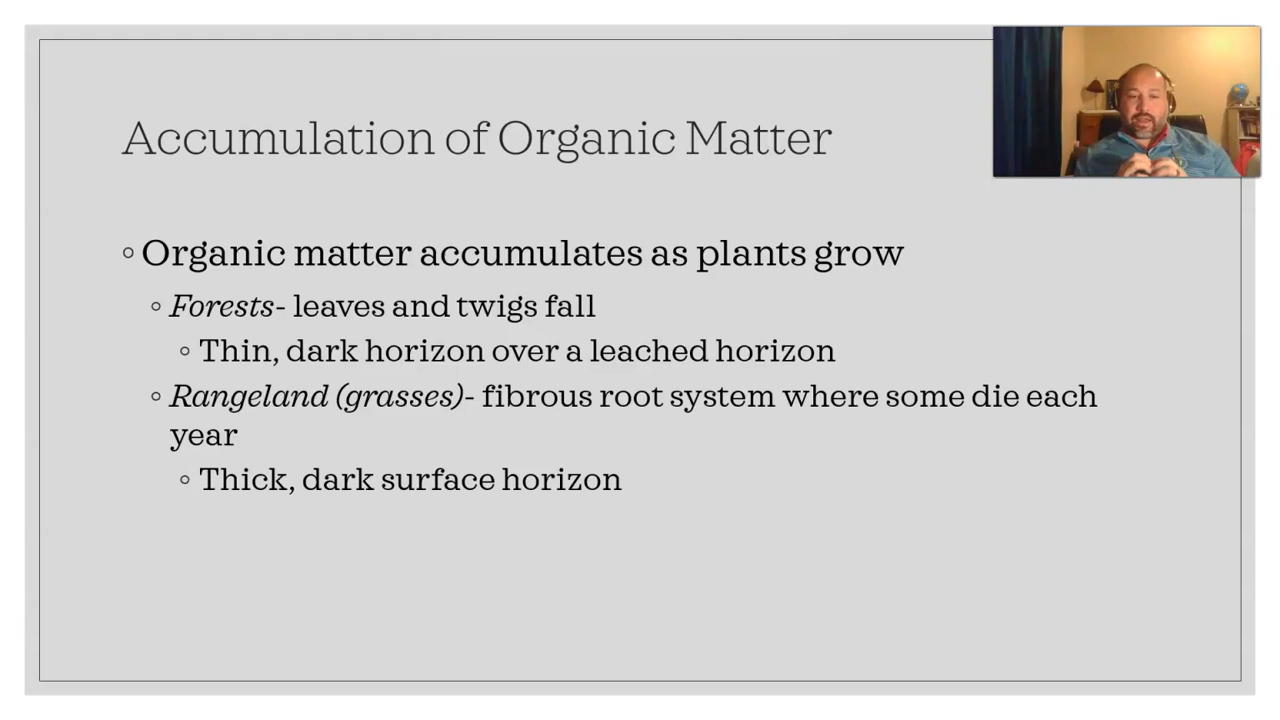 Accumulation of Organic Matter
◦ Organic matter accumulates as plants grow
◦ Forests- leaves and twigs fall
◦ Thin, dark horizon over a leached horizon
◦ Rangeland (grasses)- fibrous root system where some die each
year
◦ Thick, dark surface horizon